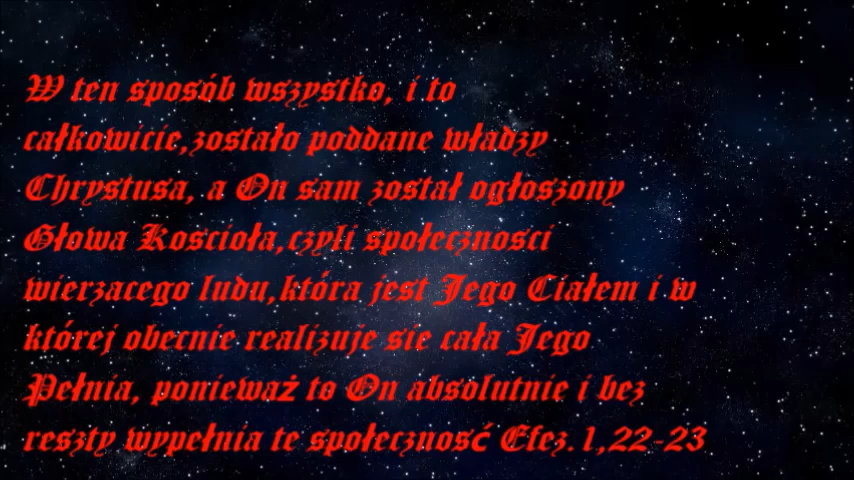 W ten sposób wszystko, i to
całkowicie,zostało poddane władzy
Chrystusa, a On sam został ogłoszony
Głowa Koscioła,czyli społecznosci
wierzacego ludu,która jest Jego Ciałem i w
której obecnie realizuje sie cała Jego
Pełnia, ponieważ to On absolutnie i bez
reszty wypełnia te społecznosć Efez.1,22-23